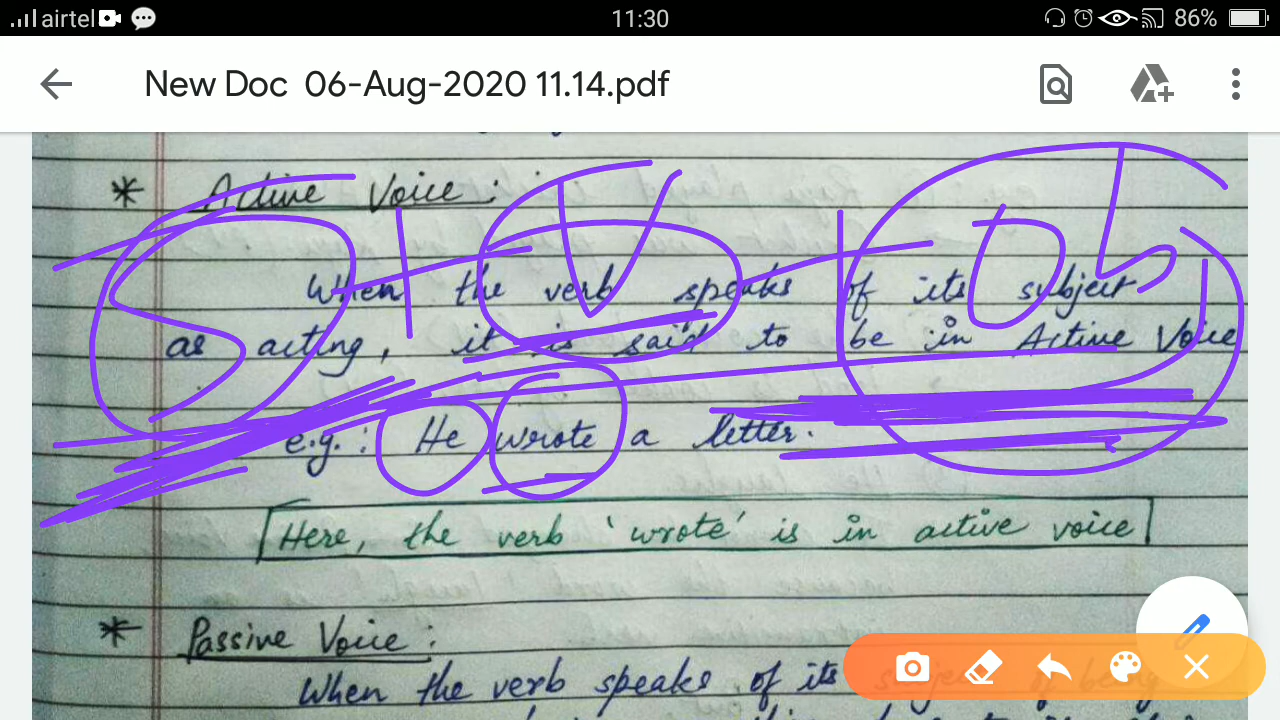 airtel 11:30 86%
New Doc 06-Aug-2020 11.14.pdf
* Active Voice :
S V Obj
When the verb speaks of its subject
as acting, it is said to be in Active Voice
e.g. : He wrote a letter.
Here, the verb 'wrote' is in active voice
* Passive Voice :
When the verb speaks of its subject